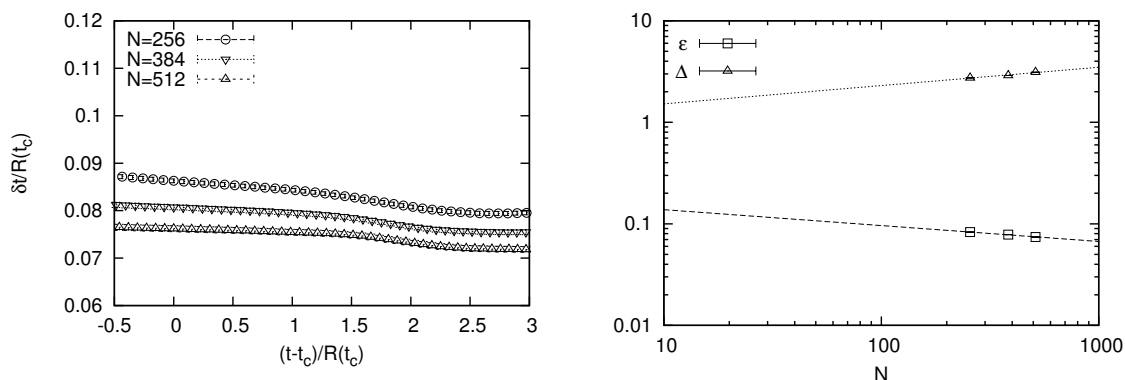 0.12
0.11
0.1
0.09
0.08
0.07
0.06
-0.5 0 0.5 1 1.5 2 2.5 3
δt/R(t_c)
(t-t_c)/R(t_c)
N=256
N=384
N=512
10
1
0.1
0.01
10 100 1000
N
ε
Δ